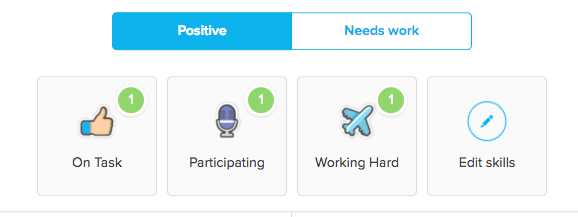 Positive
Needs work
1
1
1
On Task
Participating
Working Hard
Edit skills